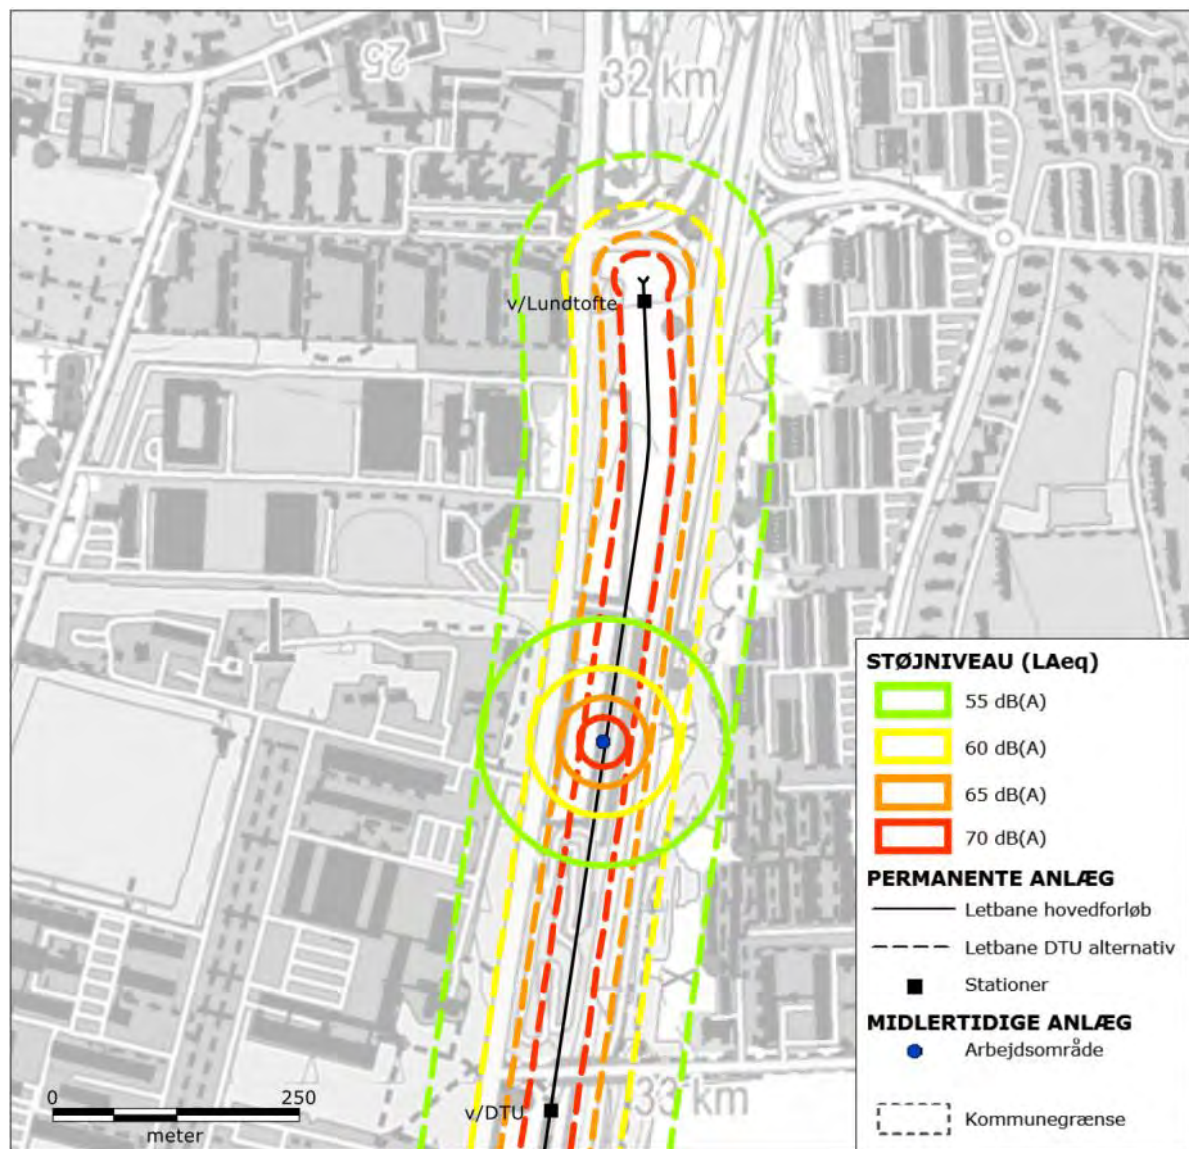 25
32 km
v/Lundtofte
v/DTU
33 km
0 250
meter
STØJNIVEAU (LAeq)
55 dB(A)
60 dB(A)
65 dB(A)
70 dB(A)
PERMANENTE ANLÆG
Letbane hovedforløb
Letbane DTU alternativ
Stationer
MIDLERTIDIGE ANLÆG
Arbejdsområde
Kommunegrænse